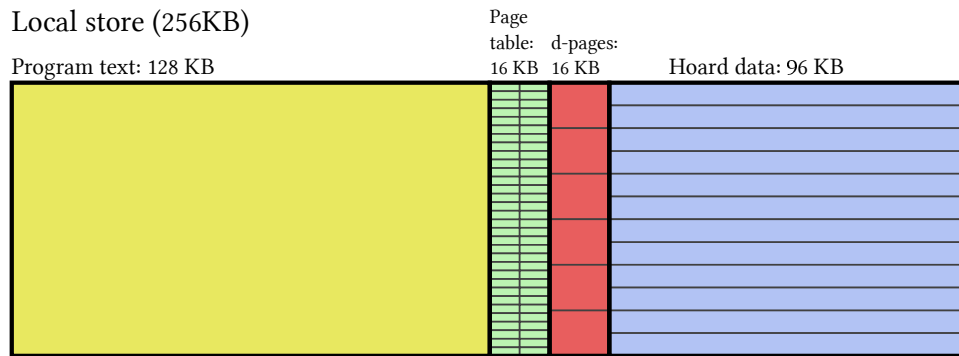 Local store (256KB)
Program text: 128 KB
Page
table:
16 KB
d-pages:
16 KB
Hoard data: 96 KB